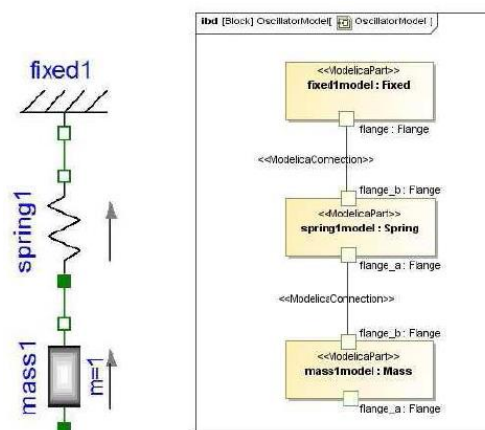 fixed1
spring1
mass1
m=1
ibd [Block] OscillatorModel[ OscillatorModel ]
<<ModelicaPart>>
fixed1model : Fixed
flange : Flange
<<ModelicaConnection>>
flange_b : Flange
<<ModelicaPart>>
spring1model : Spring
flange_a : Flange
<<ModelicaConnection>>
flange_b : Flange
<<ModelicaPart>>
mass1model : Mass
flange_a : Flange